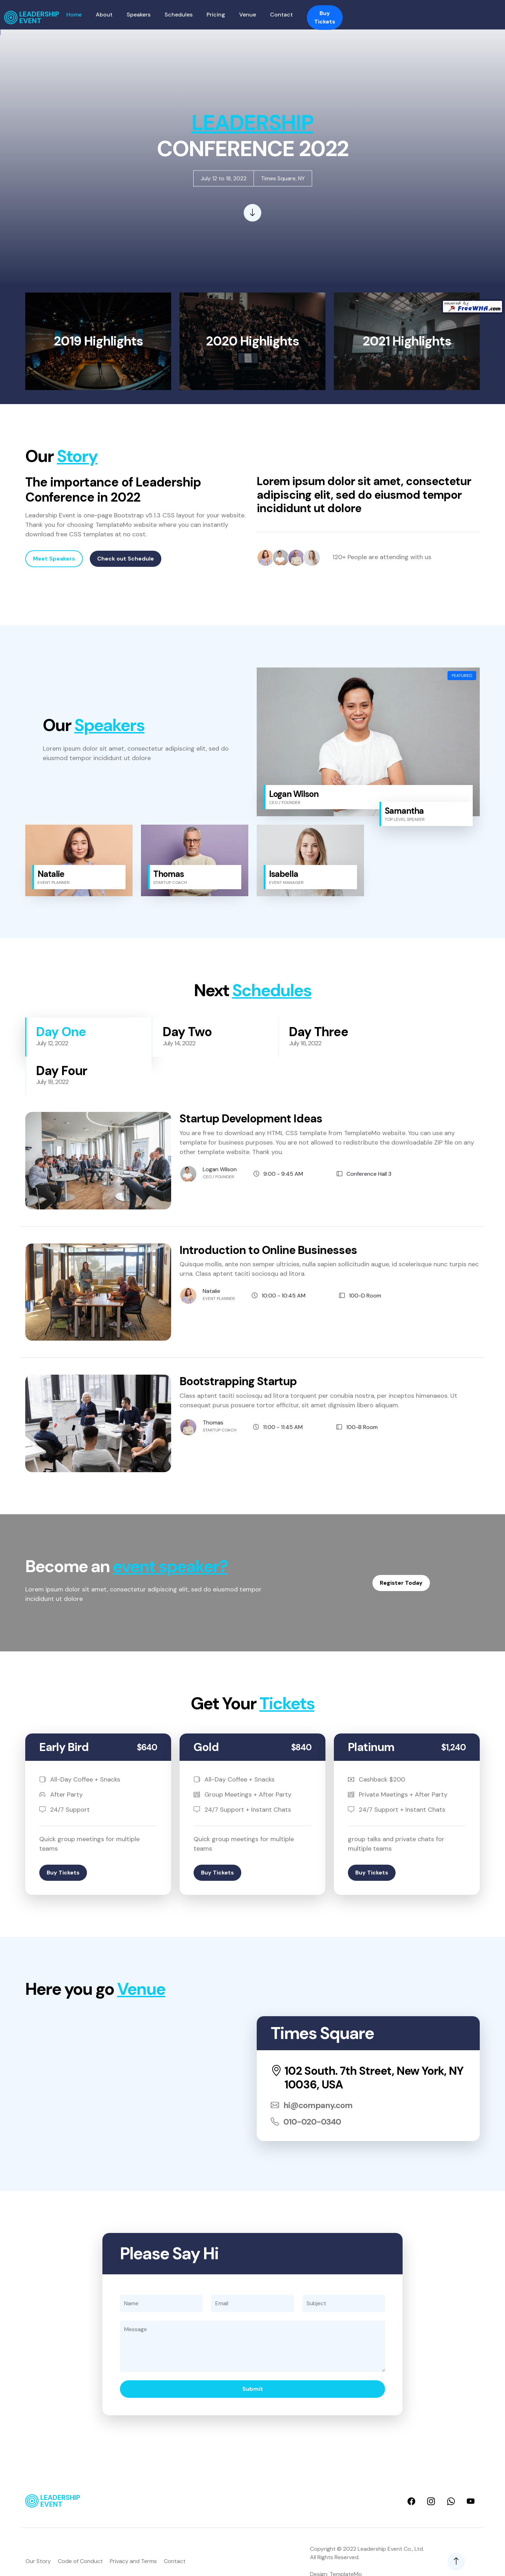 LEADERSHIP
EVENT
Home
About
Speakers
Schedules
Pricing
Venue
Contact
Buy
Tickets
LEADERSHIP
CONFERENCE 2022
July 12 to 18, 2022
Times Square, NY
powered by
FreeWHA.com
2019 Highlights
2020 Highlights
2021 Highlights
Our Story
The importance of Leadership
Conference in 2022
Leadership Event is one-page Bootstrap v5.1.3 CSS layout for your website.
Thank you for choosing TemplateMo website where you can instantly
download free CSS templates at no cost.
Meet Speakers
Check out Schedule
Lorem ipsum dolor sit amet, consectetur
adipiscing elit, sed do eiusmod tempor
incididunt ut dolore
120+ People are attending with us
Our Speakers
Lorem ipsum dolor sit amet, consectetur adipiscing elit, sed do
eiusmod tempor incididunt ut dolore
FEATURED
Logan Wilson
CEO / FOUNDER
Samantha
TOP LEVEL SPEAKER
Natalie
EVENT PLANNER
Thomas
STARTUP COACH
Isabella
EVENT MANAGER
Next Schedules
Day One
July 12, 2022
Day Two
July 14, 2022
Day Three
July 16, 2022
Day Four
July 18, 2022
Startup Development Ideas
You are free to download any HTML CSS template from TemplateMo website. You can use any
template for business purposes. You are not allowed to redistribute the downloadable ZIP file on any
other template website. Thank you.
Logan Wilson
CEO / FOUNDER
9:00 - 9:45 AM
Conference Hall 3
Introduction to Online Businesses
Quisque mollis, ante non semper ultricies, nulla sapien sollicitudin augue, id scelerisque nunc turpis nec
urna. Class aptent taciti sociosqu ad litora.
Natalie
EVENT PLANNER
10:00 - 10:45 AM
100-D Room
Bootstrapping Startup
Class aptent taciti sociosqu ad litora torquent per conubia nostra, per inceptos himenaeos. Ut
consequat purus posuere tortor efficitur, sit amet dignissim libero aliquam.
Thomas
STARTUP COACH
11:00 - 11:45 AM
100-B Room
Become an event speaker?
Lorem ipsum dolor sit amet, consectetur adipiscing elit, sed do eiusmod tempor
incididunt ut dolore
Register Today
Get Your Tickets
Early Bird
$640
All-Day Coffee + Snacks
After Party
24/7 Support
Quick group meetings for multiple
teams
Buy Tickets
Gold
$840
All-Day Coffee + Snacks
Group Meetings + After Party
24/7 Support + Instant Chats
Quick group meetings for multiple
teams
Buy Tickets
Platinum
$1,240
Cashback $200
Private Meetings + After Party
24/7 Support + Instant Chats
group talks and private chats for
multiple teams
Buy Tickets
Here you go Venue
Times Square
102 South. 7th Street, New York, NY
10036, USA
hi@company.com
010-020-0340
Please Say Hi
Name
Email
Subject
Message
Submit
LEADERSHIP
EVENT
Our Story
Code of Conduct
Privacy and Terms
Contact
Copyright © 2022 Leadership Event Co., Ltd.
All Rights Reserved.
Design: TemplateMo